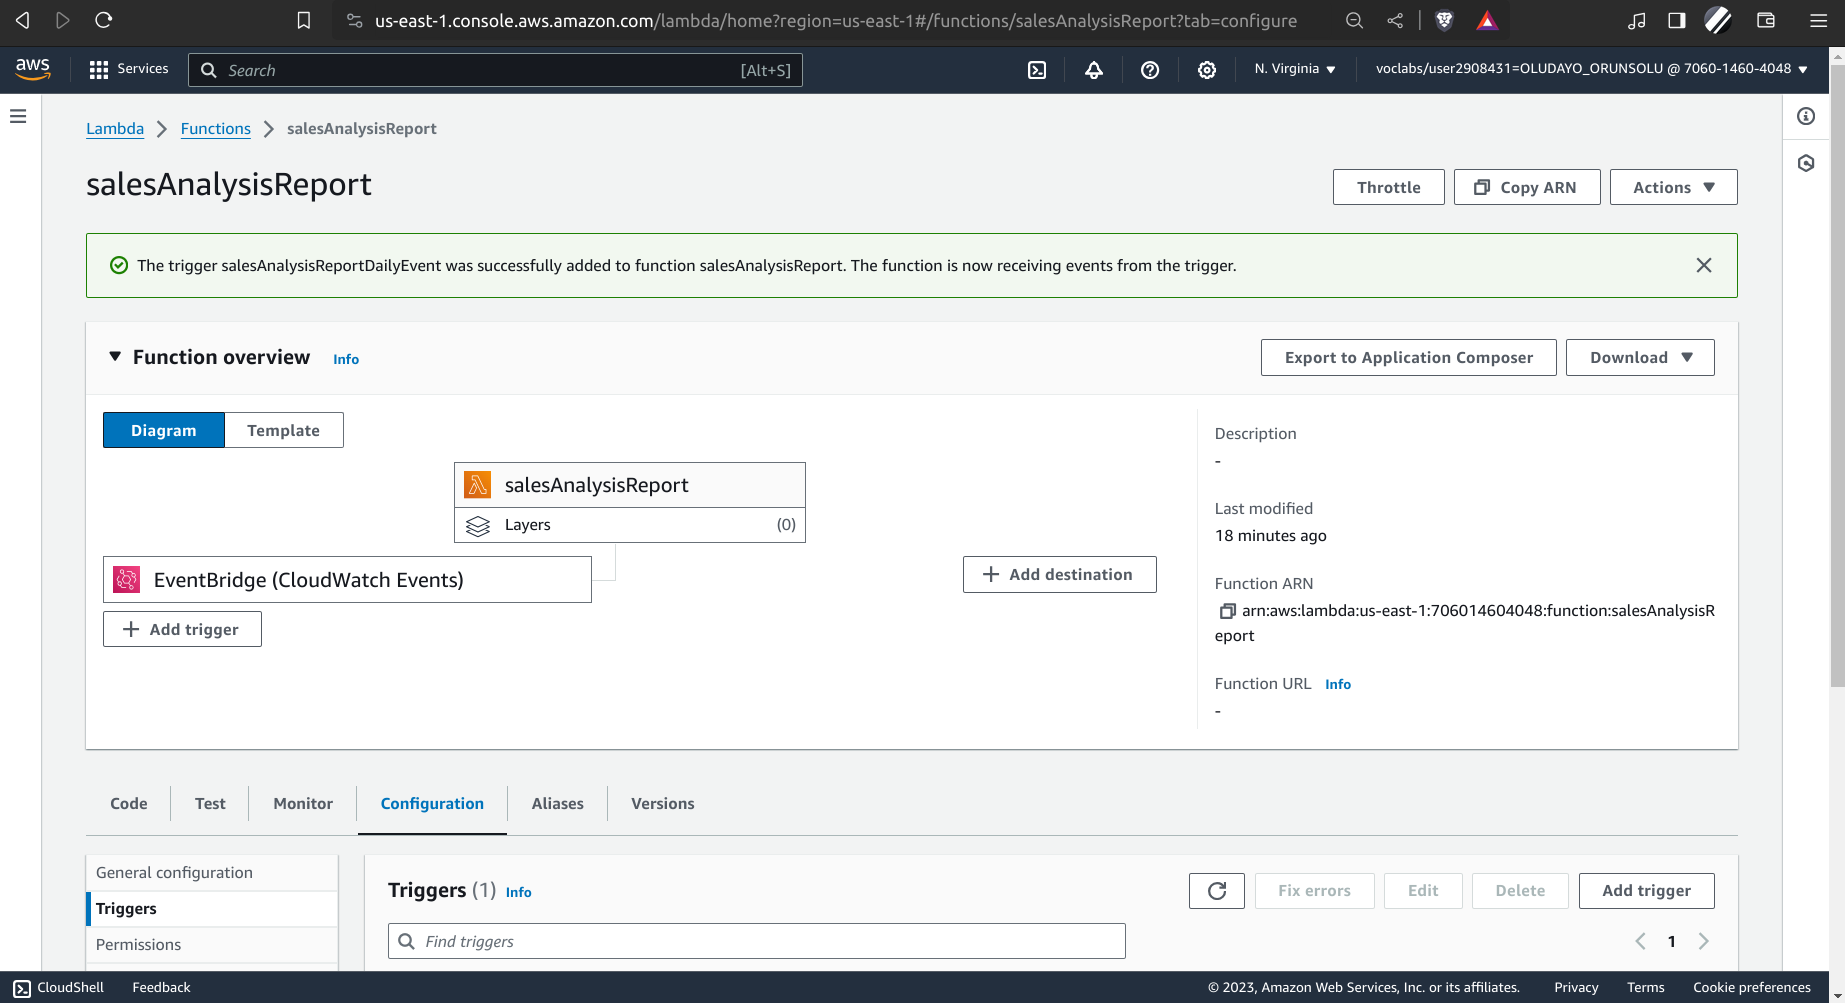 us-east-1.console.aws.amazon.com/lambda/home?region=us-east-1#/functions/salesAnalysisReport?tab=configure
aws
Services
Search
[Alt+S]
N. Virginia
voclabs/user2908431=OLUDAYO_ORUNSOLU @ 7060-1460-4048
Lambda
Functions
salesAnalysisReport
salesAnalysisReport
Throttle
Copy ARN
Actions
The trigger salesAnalysisReportDailyEvent was successfully added to function salesAnalysisReport. The function is now receiving events from the trigger.
Function overview
Info
Export to Application Composer
Download
Diagram
Template
salesAnalysisReport
Layers
(0)
EventBridge (CloudWatch Events)
Add trigger
Add destination
Description
-
Last modified
18 minutes ago
Function ARN
arn:aws:lambda:us-east-1:706014604048:function:salesAnalysisR
eport
Function URL
Info
-
Code
Test
Monitor
Configuration
Aliases
Versions
General configuration
Triggers
Permissions
Triggers (1)
Info
Fix errors
Edit
Delete
Add trigger
Find triggers
1
CloudShell
Feedback
© 2023, Amazon Web Services, Inc. or its affiliates.
Privacy
Terms
Cookie preferences